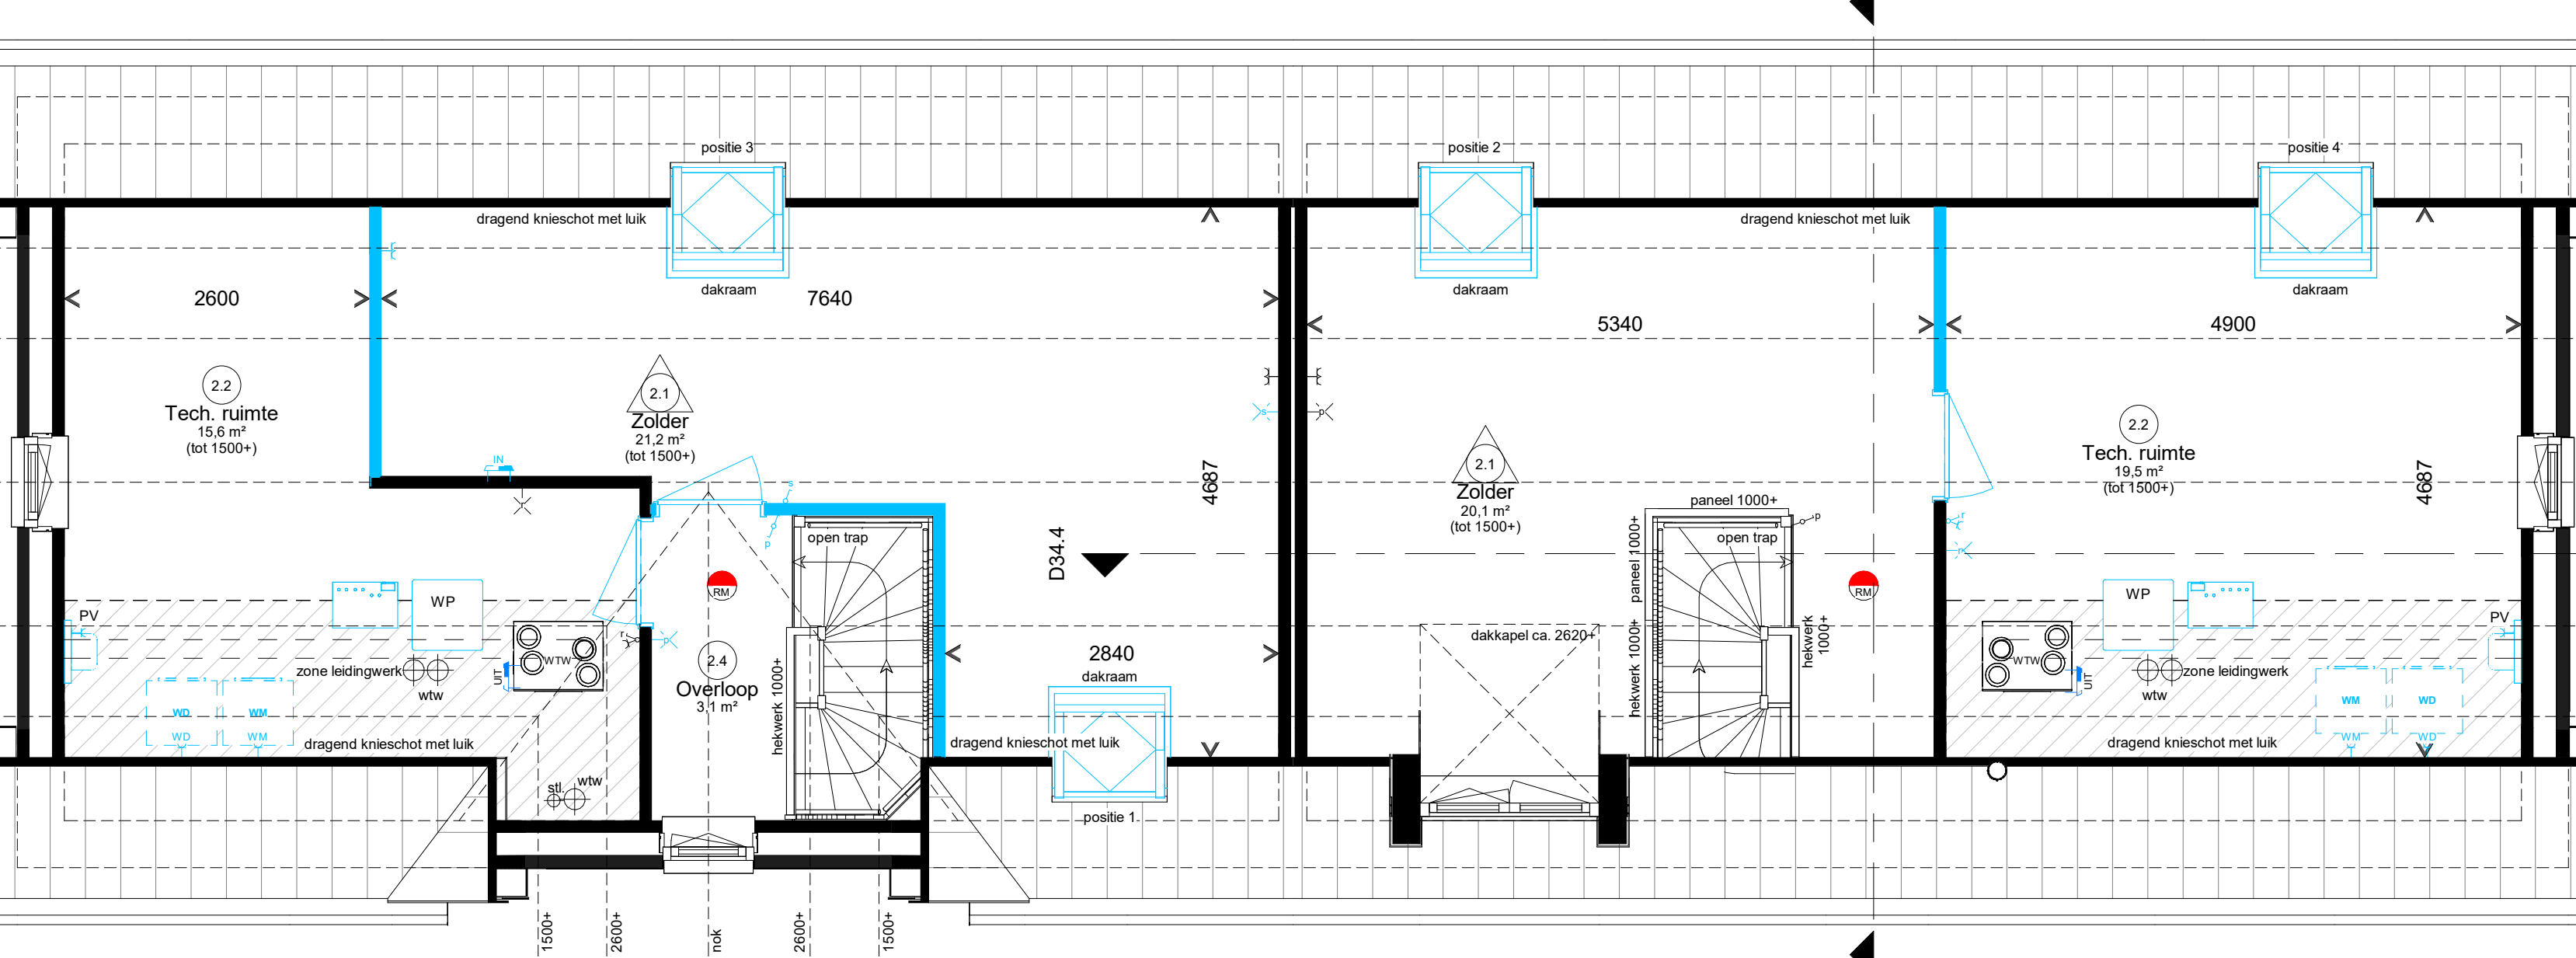 positie 3
positie 2
positie 4
dragend knieschot met luik
dragend knieschot met luik
dakraam
dakraam
dakraam
2600
7640
5340
4900
2.2
Tech. ruimte
15,6 m²
(tot 1500+)
2.1
Zolder
21,2 m²
(tot 1500+)
s
p
2.1
Zolder
20,1 m²
(tot 1500+)
2.2
Tech. ruimte
19,5 m²
(tot 1500+)
4687
4687
IN
r
s
p
open trap
D34.4
paneel 1000+
paneel 1000+
open trap
p
r
r
RM
RM
WP
WP
PV
PV
hekwerk 1000+
hekwerk
1000+
dakkapel ca. 2620+
r
p
WTW
UIT
WTW
UIT
zone leidingwerk
wtw
zone leidingwerk
wtw
2.4
Overloop
3,1 m²
hekwerk 1000+
2840
dakraam
WD
WM
WD
WM
WM
WD
WM
WD
dragend knieschot met luik
dragend knieschot met luik
dragend knieschot met luik
stl.
wtw
positie 1
1500+
2600+
nok
2600+
1500+